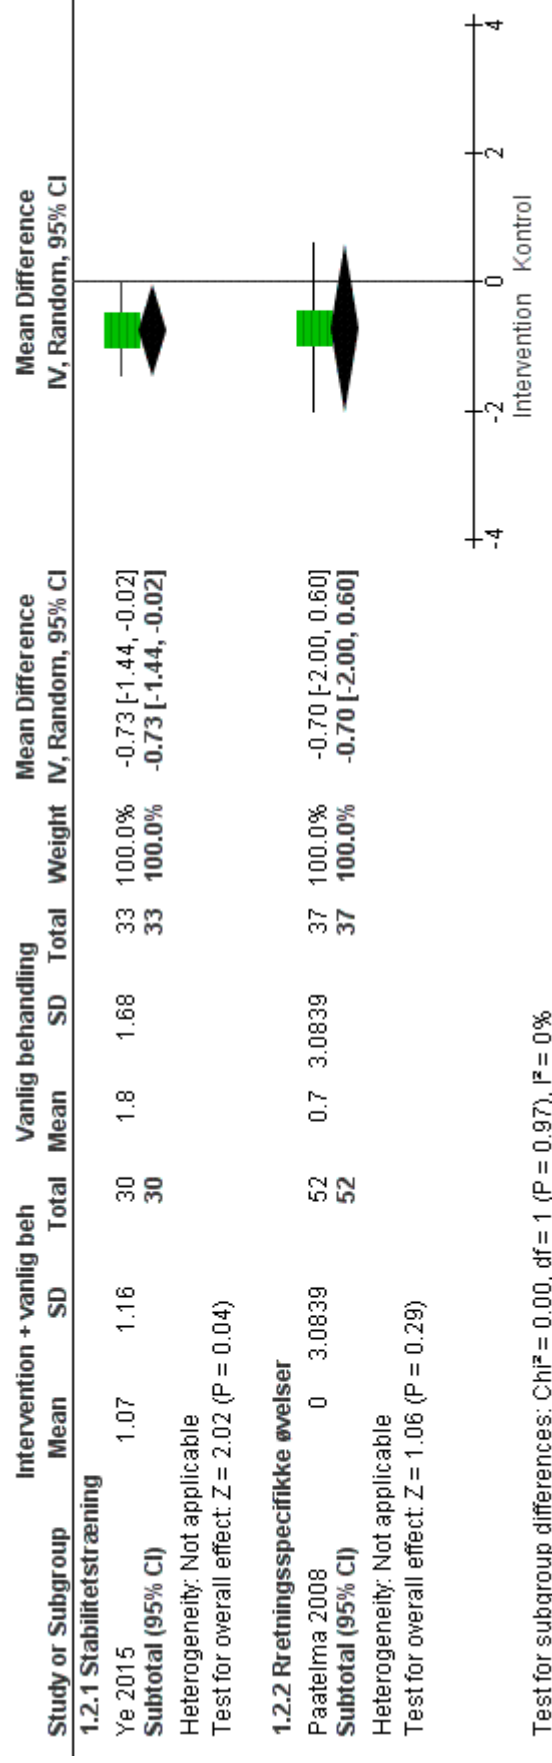 Intervention + vanlig beh Vanlig behandling Mean Difference Mean Difference
Study or Subgroup Mean SD Total Mean SD Total Weight IV, Random, 95% CI IV, Random, 95% CI
1.2.1 Stabilitetstræning
Ye 2015 1.07 1.16 30 1.8 1.68 33 100.0% -0.73 [-1.44, -0.02]
Subtotal (95% CI) 30 33 100.0% -0.73 [-1.44, -0.02]
Heterogeneity: Not applicable
Test for overall effect: Z = 2.02 (P = 0.04)
1.2.2 Rretningsspecifikke øvelser
Paatelma 2008 0 3.0839 52 0.7 3.0839 37 100.0% -0.70 [-2.00, 0.60]
Subtotal (95% CI) 52 37 100.0% -0.70 [-2.00, 0.60]
Heterogeneity: Not applicable
Test for overall effect: Z = 1.06 (P = 0.29)
-4 -2 0 2 4
Intervention Kontrol
Test for subgroup differences: Chi² = 0.00, df = 1 (P = 0.97), I² = 0%